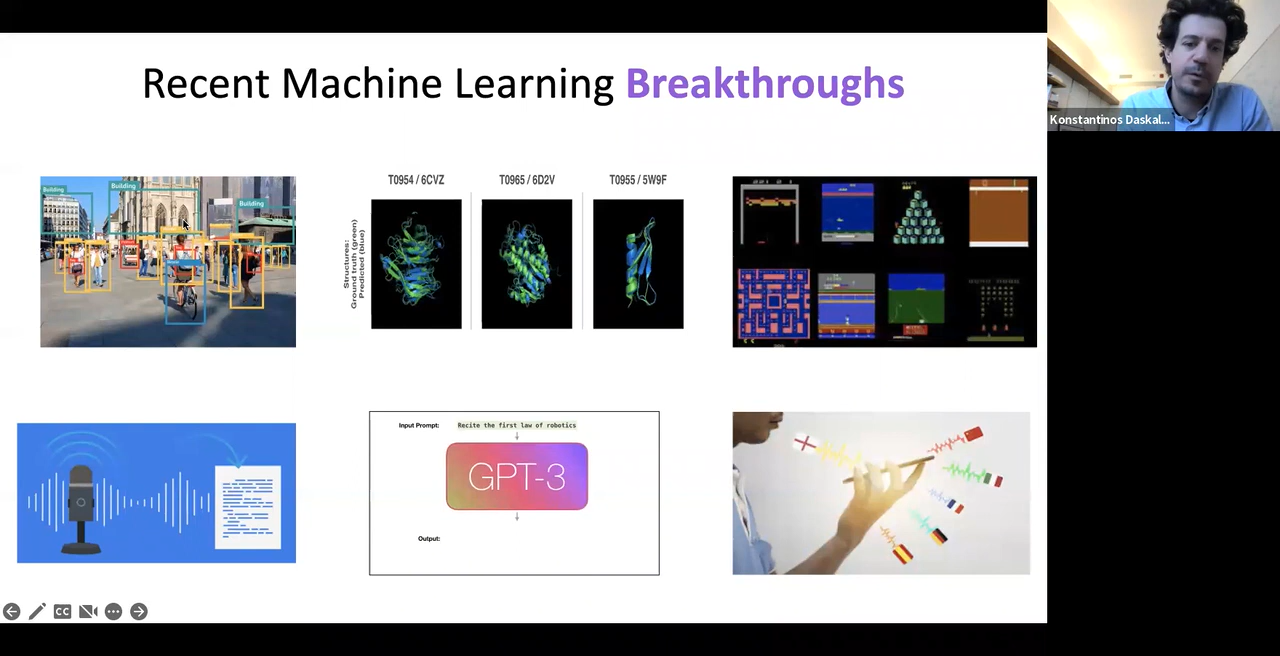 Recent Machine Learning Breakthroughs
Konstantinos Daskal...
Building
Building
Building
T0954 / 6CVZ
T0965 / 6D2V
T0955 / 5W9F
Structures:
Ground truth (green)
Predicted (blue)
Input Prompt:
Recite the first law of robotics
GPT-3
Output:
CC